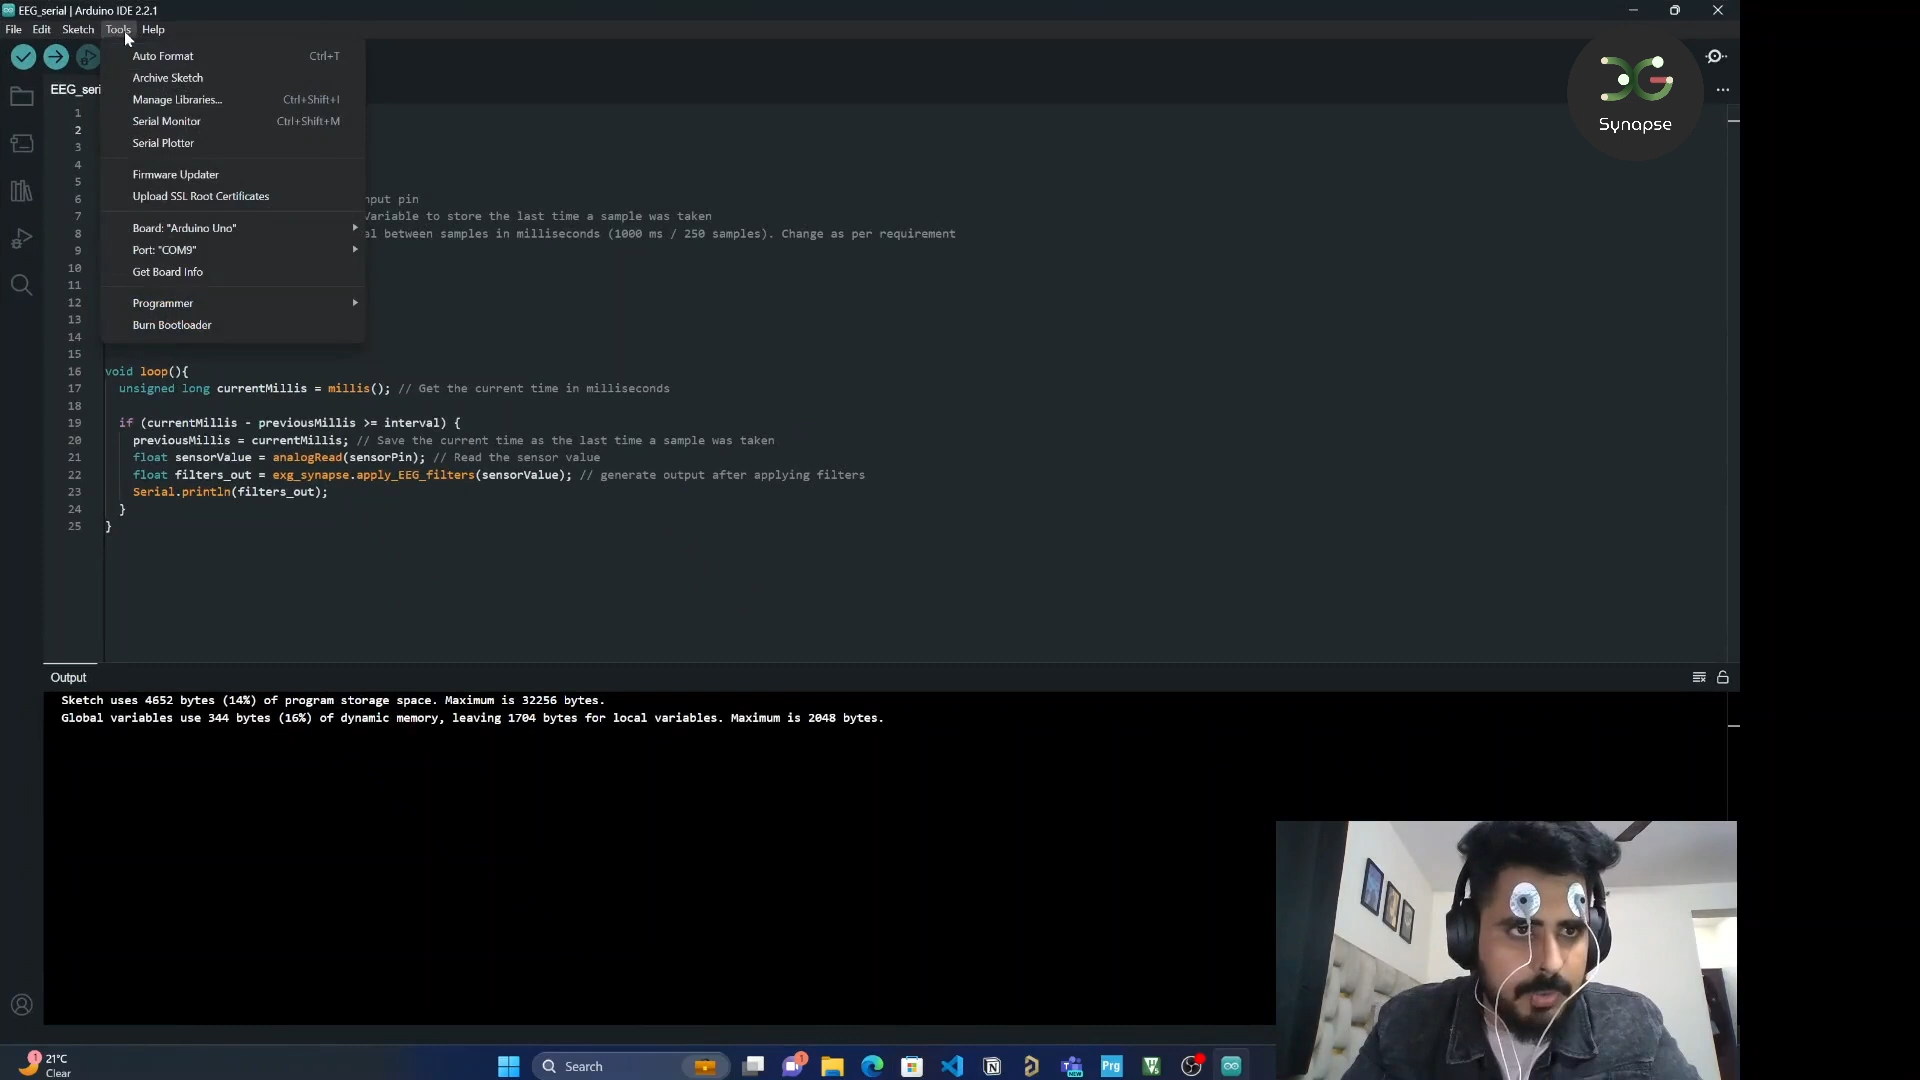 EEG_serial | Arduino IDE 2.2.1
File Edit Sketch Tools Help
Auto Format Ctrl+T
Archive Sketch
Manage Libraries... Ctrl+Shift+I
Serial Monitor Ctrl+Shift+M
Serial Plotter
Firmware Updater
Upload SSL Root Certificates
Board: "Arduino Uno"
Port: "COM9"
Get Board Info
Programmer
Burn Bootloader
Synapse
EEG_seri
1
2
3
4
5
6 nput pin
7 Variable to store the last time a sample was taken
8 al between samples in milliseconds (1000 ms / 250 samples). Change as per requirement
9
10
11
12
13
14
15
16 void loop(){
17 unsigned long currentMillis = millis(); // Get the current time in milliseconds
18
19 if (currentMillis - previousMillis >= interval) {
20 previousMillis = currentMillis; // Save the current time as the last time a sample was taken
21 float sensorValue = analogRead(sensorPin); // Read the sensor value
22 float filters_out = exg_synapse.apply_EEG_filters(sensorValue); // generate output after applying filters
23 Serial.println(filters_out);
24 }
25 }
Output
Sketch uses 4652 bytes (14%) of program storage space. Maximum is 32256 bytes.
Global variables use 344 bytes (16%) of dynamic memory, leaving 1704 bytes for local variables. Maximum is 2048 bytes.
1
21°C
Clear
Search
1
NEW
Prg